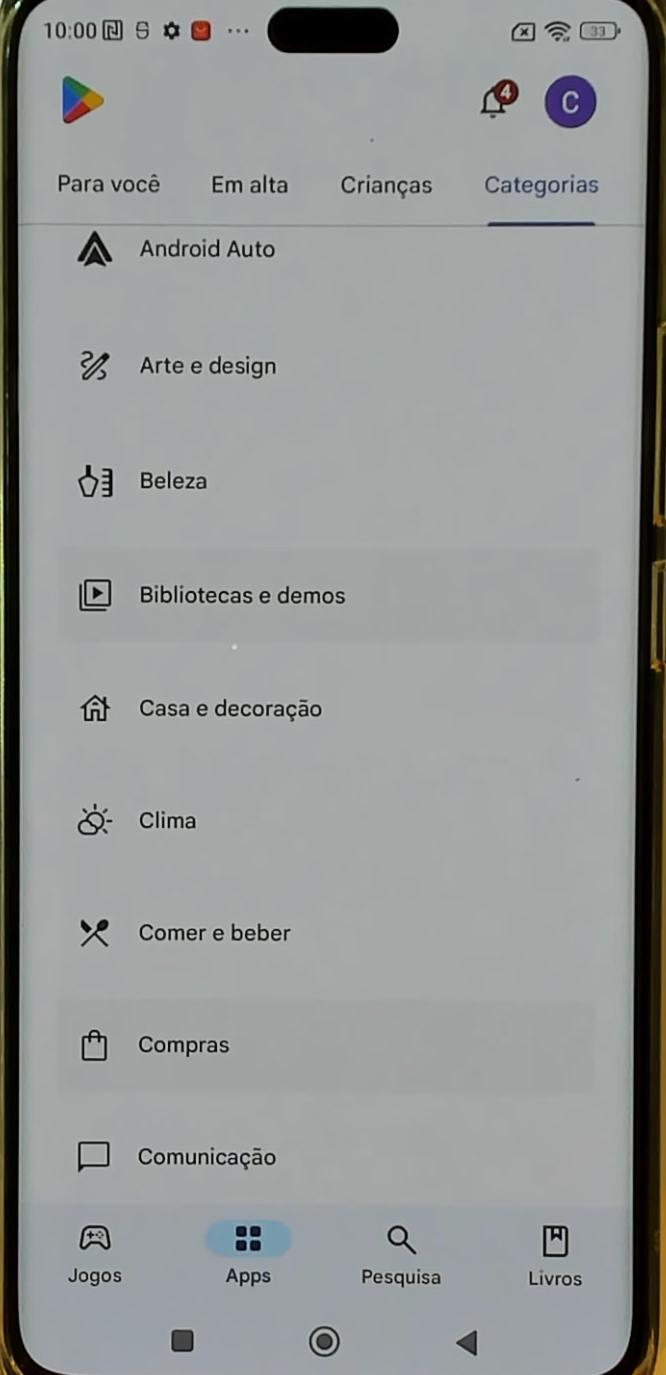 10:00
33
4
C
Para você Em alta Crianças Categorias
Android Auto
Arte e design
Beleza
Bibliotecas e demos
Casa e decoração
Clima
Comer e beber
Compras
Comunicação
Jogos Apps Pesquisa Livros